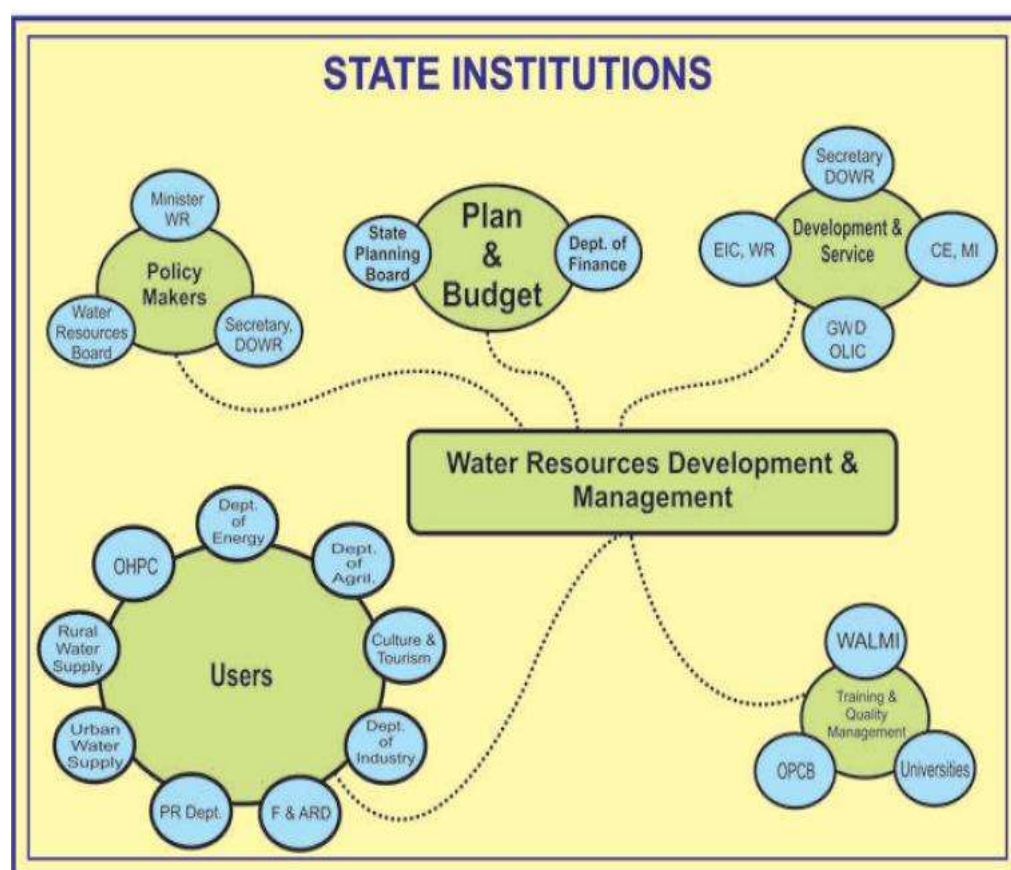 STATE INSTITUTIONS
Minister
WR
Policy
Makers
Water
Resources
Board
Secretary,
DOWR
Plan
&
Budget
State
Planning
Board
Dept. of
Finance
Secretary
DOWR
Development &
Service
EIC, WR
CE, MI
GWD
OLIC
Water Resources Development &
Management
Users
Dept.
of
Energy
Dept.
of
Agril.
Culture &
Tourism
Dept.
of
Industry
F & ARD
PR Dept.
Urban
Water
Supply
Rural
Water
Supply
OHPC
WALMI
Training &
Quality
Management
OPCB
Universities